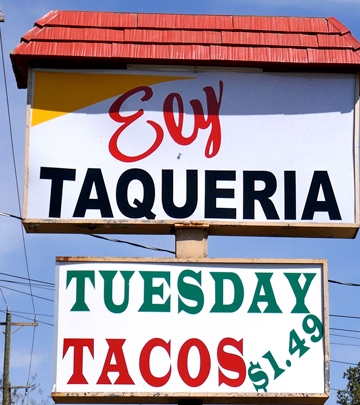 Ely
TAQUERIA
TUESDAY
TACOS $1.49